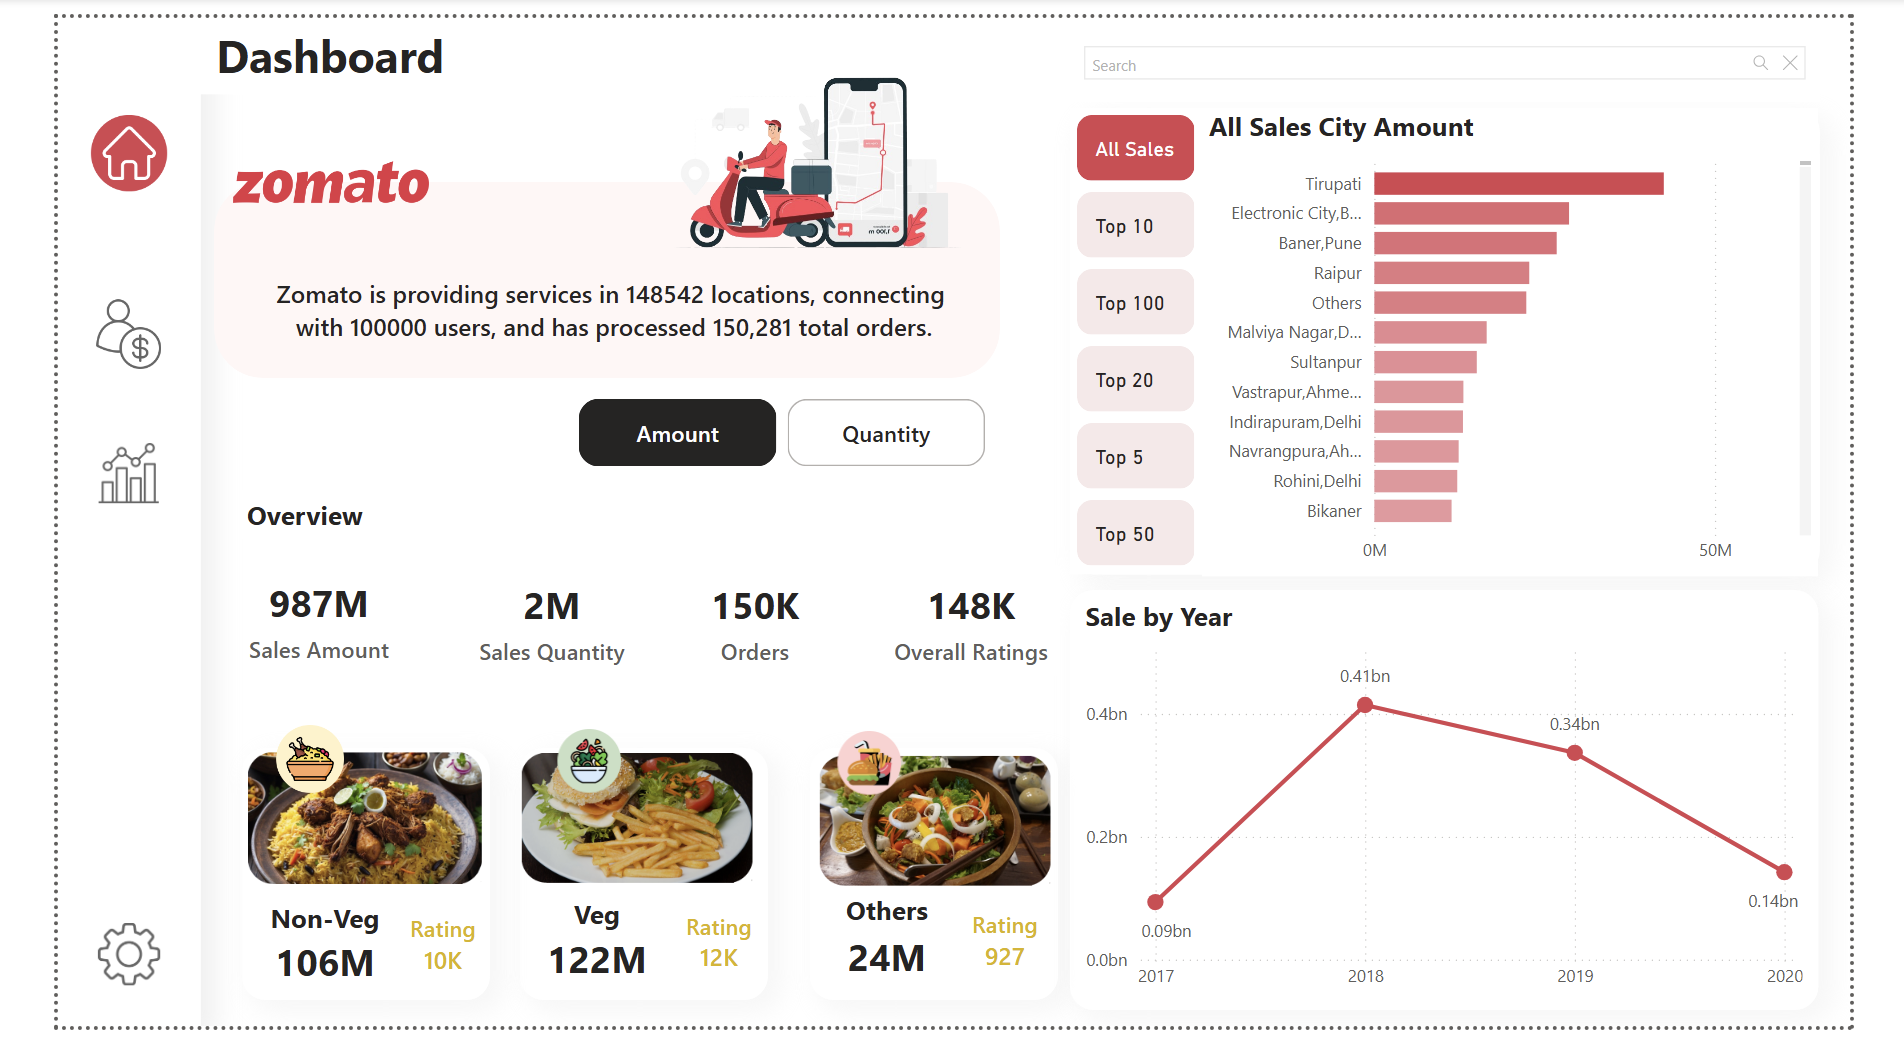 Dashboard
Search
zomato
Zomato is providing services in 148542 locations, connecting
with 100000 users, and has processed 150,281 total orders.
Amount
Quantity
Overview
987M
Sales Amount
2M
Sales Quantity
150K
Orders
148K
Overall Ratings
Non-Veg
106M
Rating
10K
Veg
122M
Rating
12K
Others
24M
Rating
927
All Sales
Top 10
Top 100
Top 20
Top 5
Top 50
All Sales City Amount
Tirupati
Electronic City,B...
Baner,Pune
Raipur
Others
Malviya Nagar,D...
Sultanpur
Vastrapur,Ahme...
Indirapuram,Delhi
Navrangpura,Ah...
Rohini,Delhi
Bikaner
0M
50M
Sale by Year
0.4bn
0.2bn
0.0bn
0.09bn
0.41bn
0.34bn
0.14bn
2017
2018
2019
2020